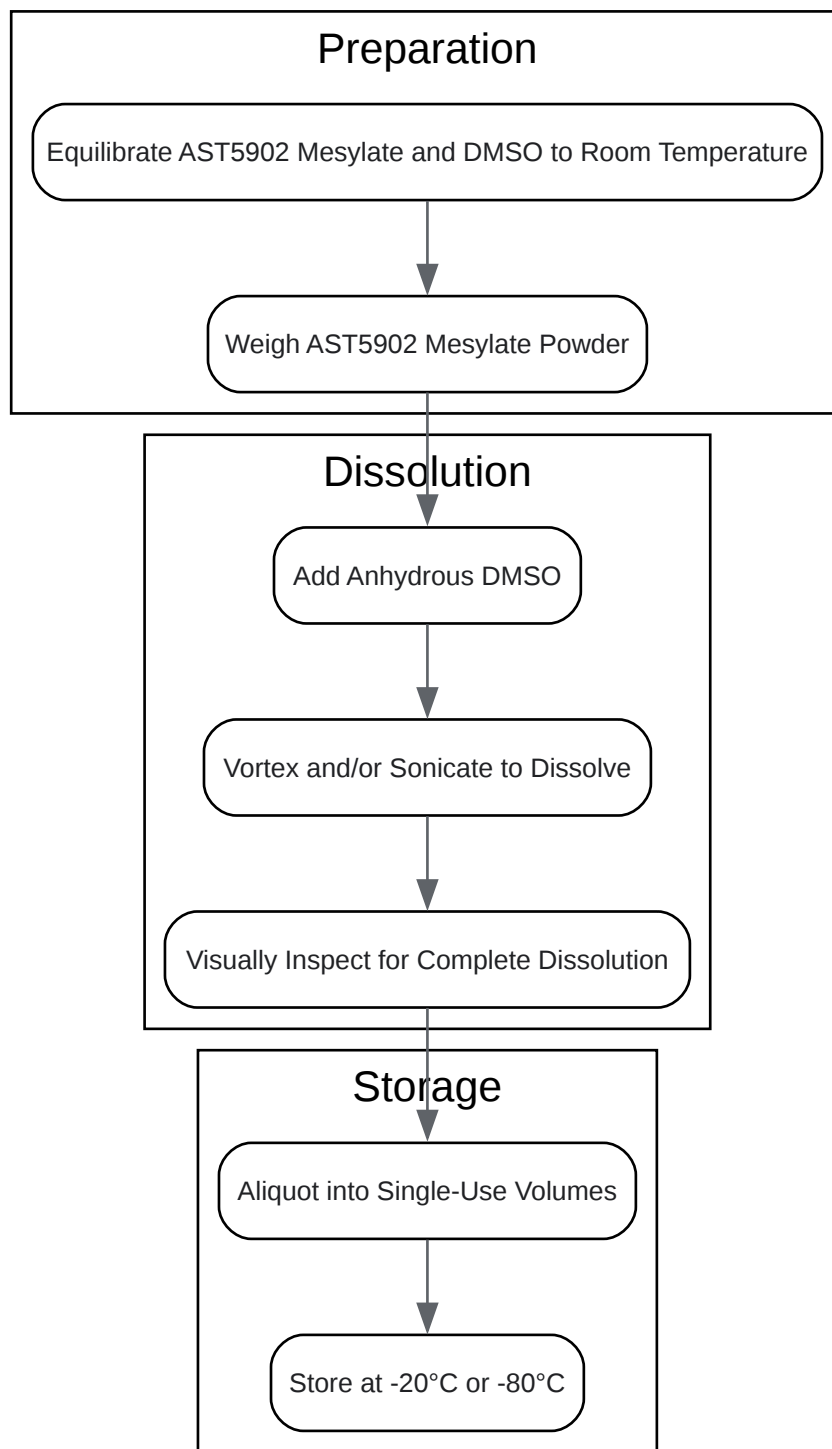 Preparation
Equilibrate AST5902 Mesylate and DMSO to Room Temperature
Weigh AST5902 Mesylate Powder
Dissolution
Add Anhydrous DMSO
Vortex and/or Sonicate to Dissolve
Visually Inspect for Complete Dissolution
Storage
Aliquot into Single-Use Volumes
Store at -20°C or -80°C